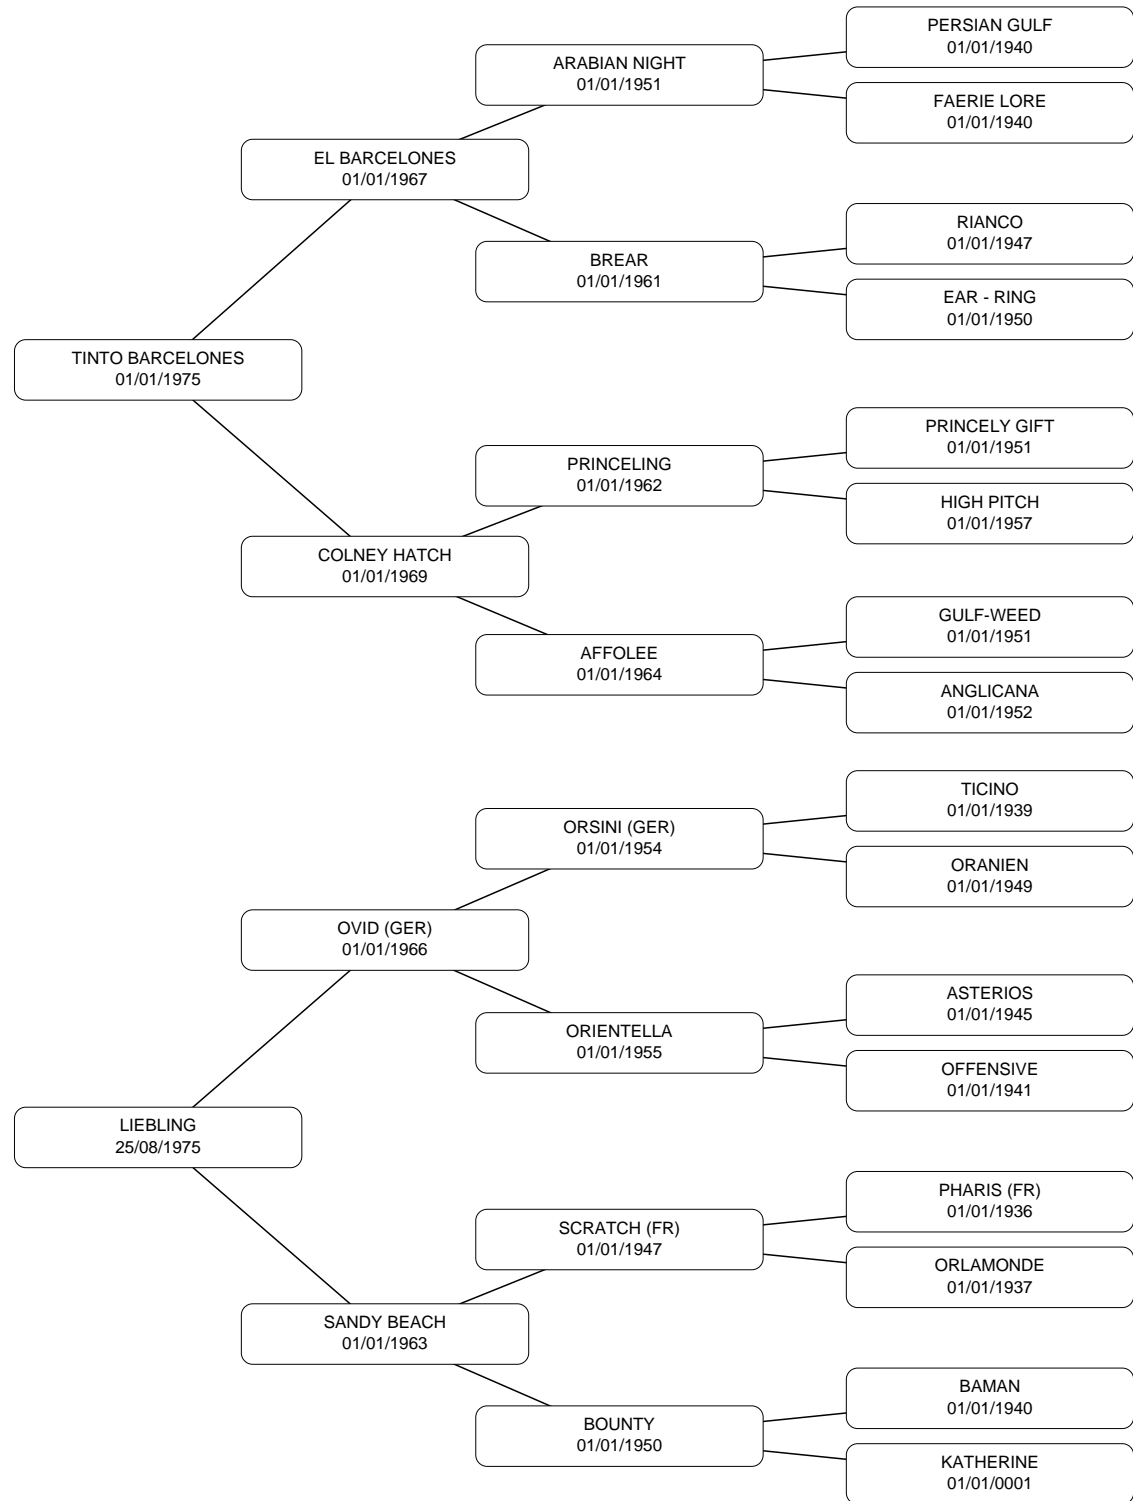 PERSIAN GULF
01/01/1940
ARABIAN NIGHT
01/01/1951
FAERIE LORE
01/01/1940
EL BARCELONES
01/01/1967
RIANCO
01/01/1947
BREAR
01/01/1961
EAR - RING
01/01/1950
TINTO BARCELONES
01/01/1975
PRINCELY GIFT
01/01/1951
PRINCELING
01/01/1962
HIGH PITCH
01/01/1957
COLNEY HATCH
01/01/1969
GULF-WEED
01/01/1951
AFFOLEE
01/01/1964
ANGLICANA
01/01/1952
TICINO
01/01/1939
ORSINI (GER)
01/01/1954
ORANIEN
01/01/1949
OVID (GER)
01/01/1966
ASTERIOS
01/01/1945
ORIENTELLA
01/01/1955
OFFENSIVE
01/01/1941
LIEBLING
25/08/1975
PHARIS (FR)
01/01/1936
SCRATCH (FR)
01/01/1947
ORLAMONDE
01/01/1937
SANDY BEACH
01/01/1963
BAMAN
01/01/1940
BOUNTY
01/01/1950
KATHERINE
01/01/0001